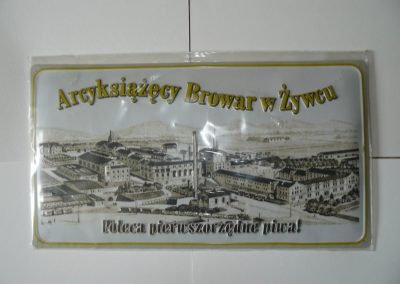 Arcyksiążęcy Browar w Żywcu
Poleca pierwszorzędne piwa!